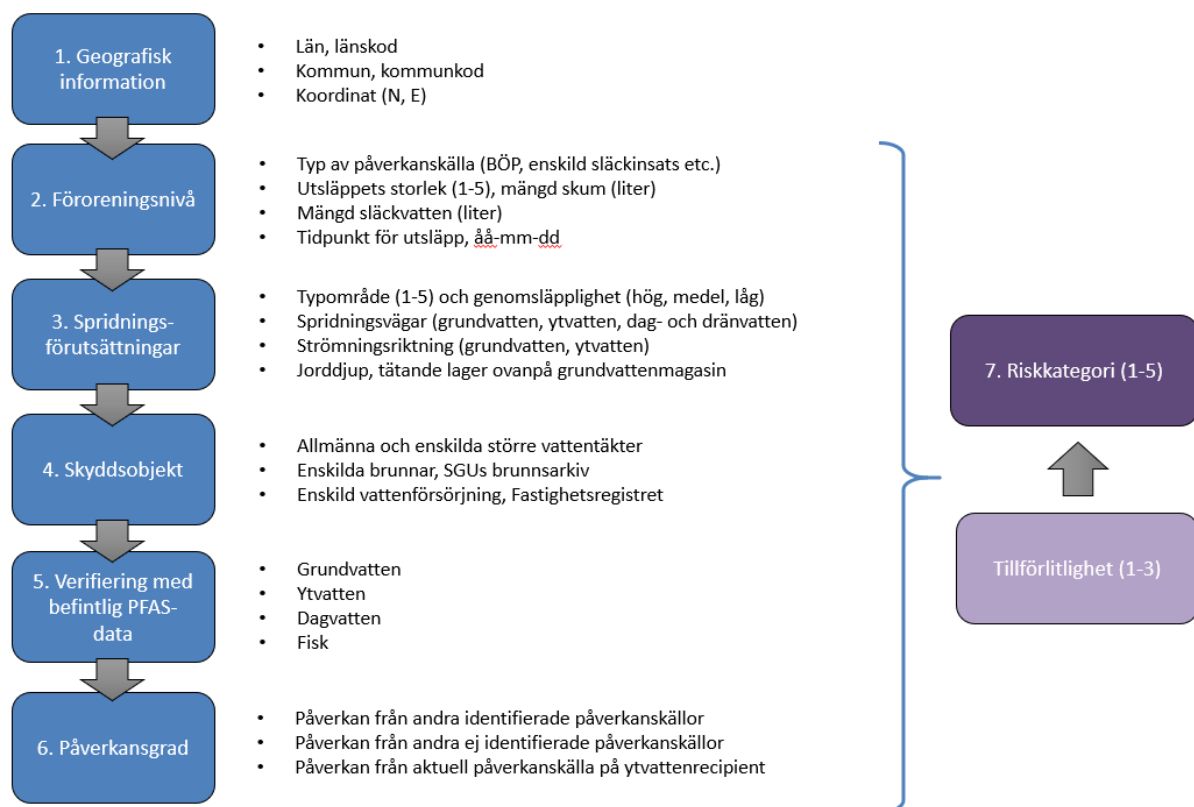 1. Geografisk
information
• Län, länskod
• Kommun, kommunkod
• Koordinat (N, E)
2. Föroreningsnivå
• Typ av påverkanskälla (BÖP, enskild släckinsats etc.)
• Utsläppets storlek (1-5), mängd skum (liter)
• Mängd släckvatten (liter)
• Tidpunkt för utsläpp, åå-mm-dd
3. Spridnings-
förutsättningar
• Typområde (1-5) och genomsläpplighet (hög, medel, låg)
• Spridningsvägar (grundvatten, ytvatten, dag- och dränvatten)
• Strömningsriktning (grundvatten, ytvatten)
• Jorddjup, tätande lager ovanpå grundvattenmagasin
4. Skyddsobjekt
• Allmänna och enskilda större vattentäkter
• Enskilda brunnar, SGUs brunnsarkiv
• Enskild vattenförsörjning, Fastighetsregistret
5. Verifiering med
befintlig PFAS-
data
• Grundvatten
• Ytvatten
• Dagvatten
• Fisk
6. Påverkansgrad
• Påverkan från andra identifierade påverkanskällor
• Påverkan från andra ej identifierade påverkanskällor
• Påverkan från aktuell påverkanskälla på ytvattenrecipient
7. Riskkategori (1-5)
Tillförlitlighet (1-3)